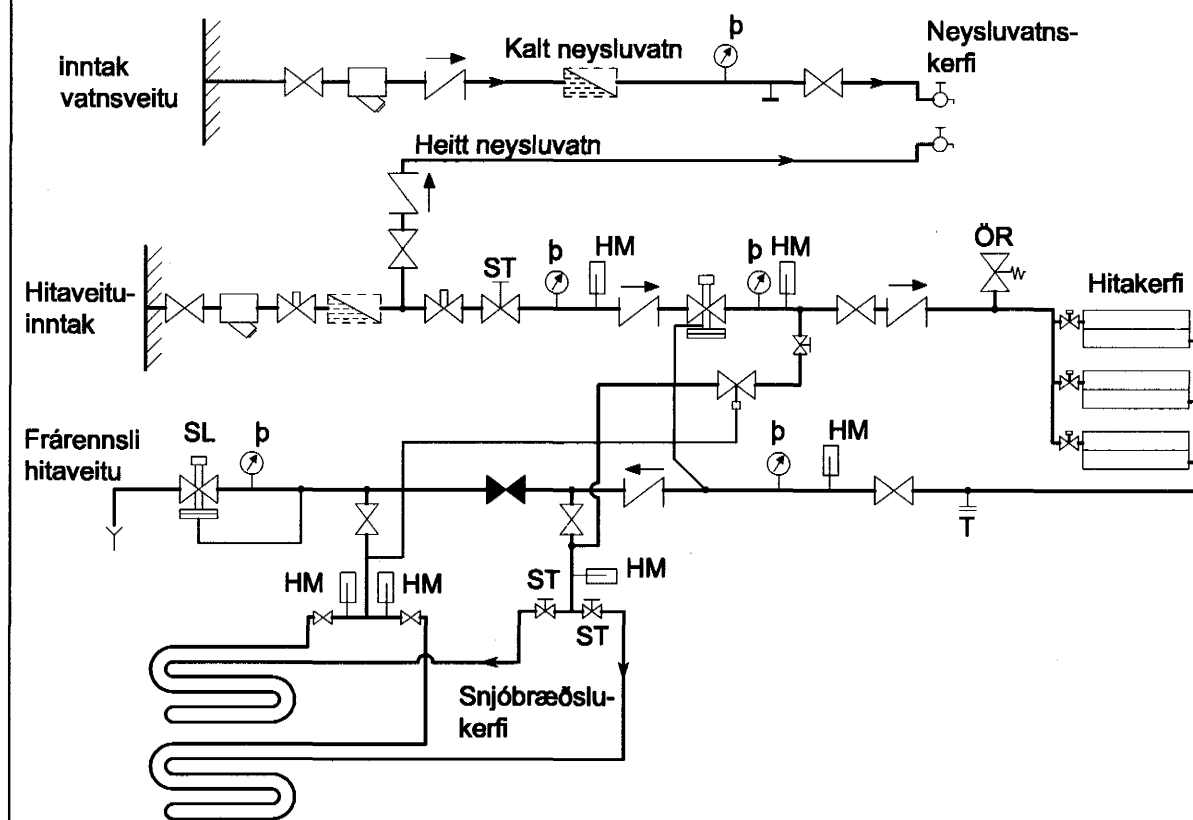 inntak
vatnsveitu
Kalt neysluvatn
þ
Neysluvatns-
kerfi
Heitt neysluvatn
Hitaveitu-
inntak
ST
þ
HM
þ
HM
ÖR
Hitakerfi
Frárennsli
hitaveitu
SL
þ
þ
HM
HM
HM
ST
HM
ST
Snjóbræðslu-
kerfi